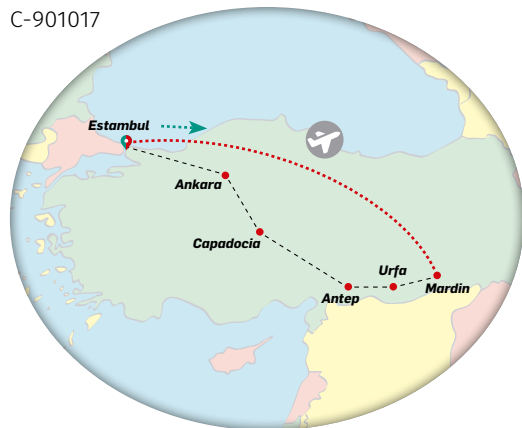 C-901017
Estambul
Ankara
Capadocia
Urfa
Antep
Mardin